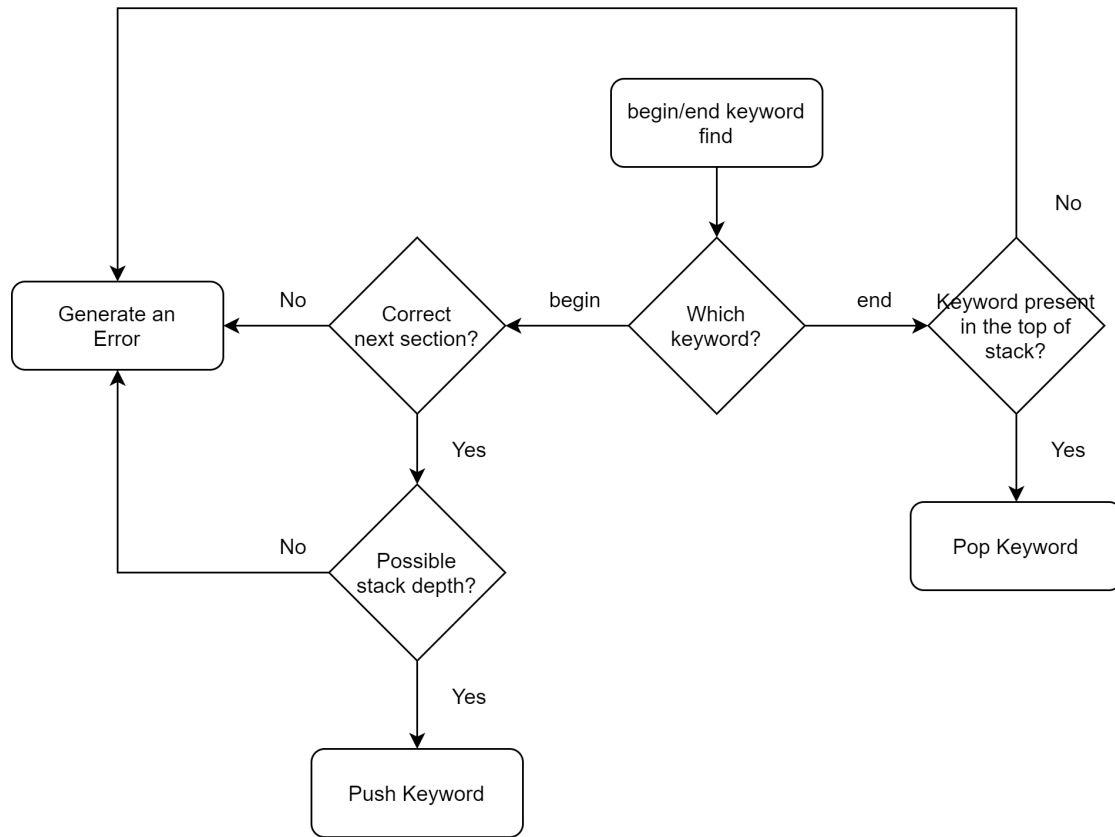 begin/end keyword
find
No
Generate an
Error
No
Correct
next section?
begin
Which
keyword?
end
Keyword present
in the top of
stack?
Yes
Yes
No
Possible
stack depth?
Pop Keyword
Yes
Push Keyword